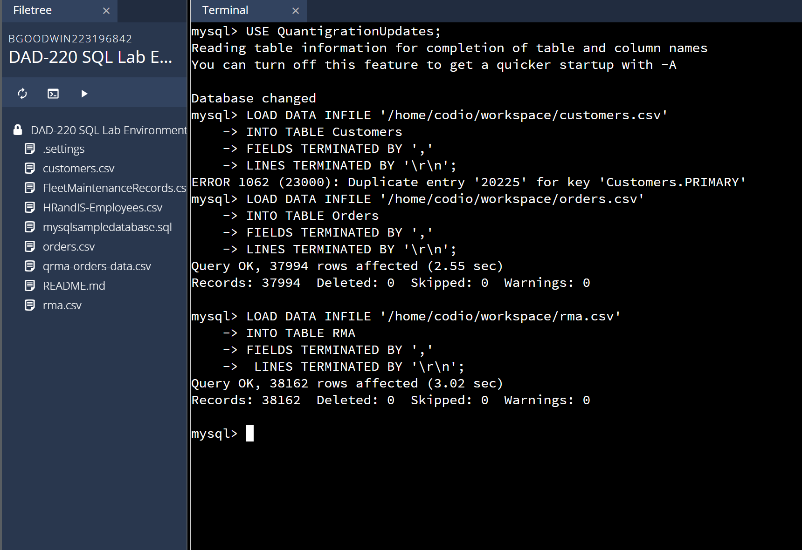 Filetree ×
BGOODWIN223196842
DAD-220 SQL Lab E...
DAD-220 SQL Lab Environment
.settings
customers.csv
FleetMaintenanceRecords.cs
HRandIS-Employees.csv
mysqlsampledatabase.sql
orders.csv
qrma-orders-data.csv
README.md
rma.csv
Terminal ×
mysql> USE QuantigrationUpdates;
Reading table information for completion of table and column names
You can turn off this feature to get a quicker startup with -A
Database changed
mysql> LOAD DATA INFILE '/home/codio/workspace/customers.csv'
-> INTO TABLE Customers
-> FIELDS TERMINATED BY ','
-> LINES TERMINATED BY '\r\n';
ERROR 1062 (23000): Duplicate entry '20225' for key 'Customers.PRIMARY'
mysql> LOAD DATA INFILE '/home/codio/workspace/orders.csv'
-> INTO TABLE Orders
-> FIELDS TERMINATED BY ','
-> LINES TERMINATED BY '\r\n';
Query OK, 37994 rows affected (2.55 sec)
Records: 37994  Deleted: 0  Skipped: 0  Warnings: 0
mysql> LOAD DATA INFILE '/home/codio/workspace/rma.csv'
-> INTO TABLE RMA
-> FIELDS TERMINATED BY ','
->  LINES TERMINATED BY '\r\n';
Query OK, 38162 rows affected (3.02 sec)
Records: 38162  Deleted: 0  Skipped: 0  Warnings: 0
mysql>